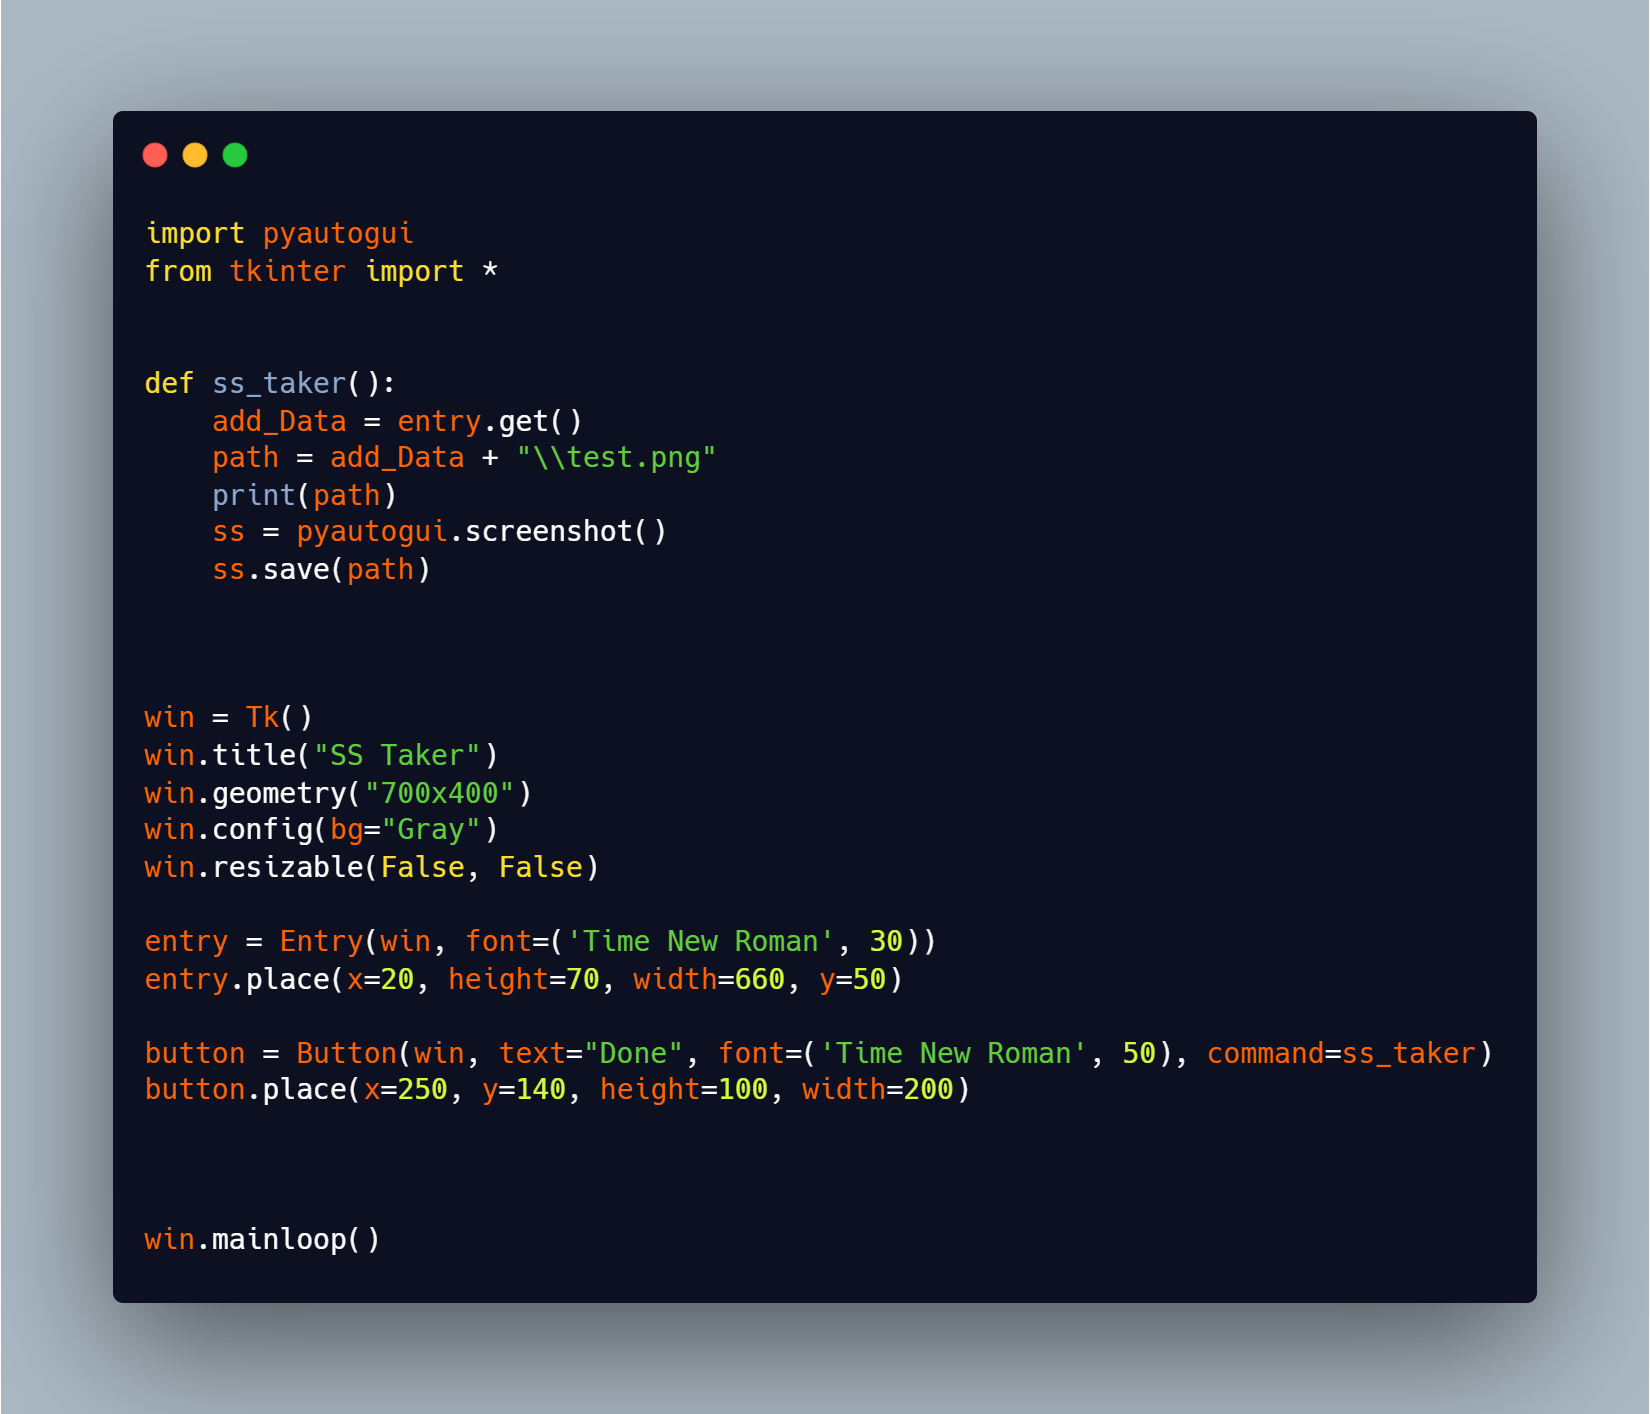 import pyautogui
from tkinter import *
def ss_taker():
    add_Data = entry.get()
    path = add_Data + "\\test.png"
    print(path)
    ss = pyautogui.screenshot()
    ss.save(path)
win = Tk()
win.title("SS Taker")
win.geometry("700x400")
win.config(bg="Gray")
win.resizable(False, False)
entry = Entry(win, font=('Time New Roman', 30))
entry.place(x=20, height=70, width=660, y=50)
button = Button(win, text="Done", font=('Time New Roman', 50), command=ss_taker)
button.place(x=250, y=140, height=100, width=200)
win.mainloop()